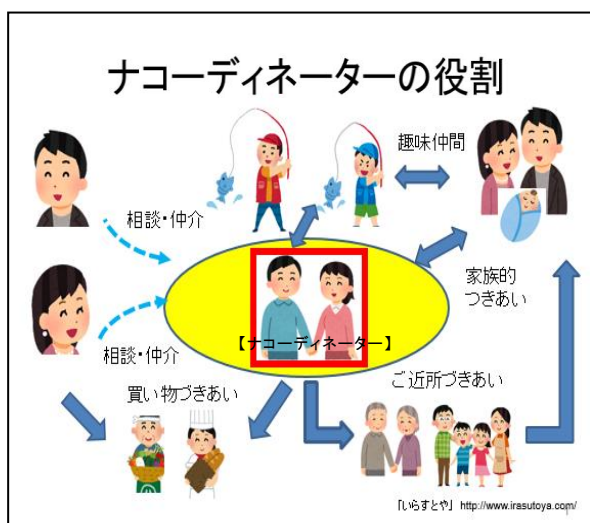 ナコーディネーターの役割
趣味仲間
相談・仲介
家族的
つきあい
【ナコーディネーター】
相談・仲介
買い物づきあい
ご近所づきあい
「いらすとや」 http://www.irasutoya.com/